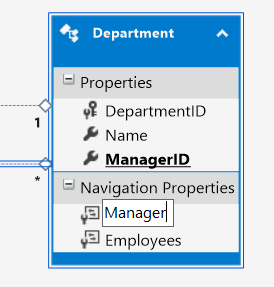 Department
Properties
DepartmentID
1
Name
ManagerID
*
Navigation Properties
Manager
Employees